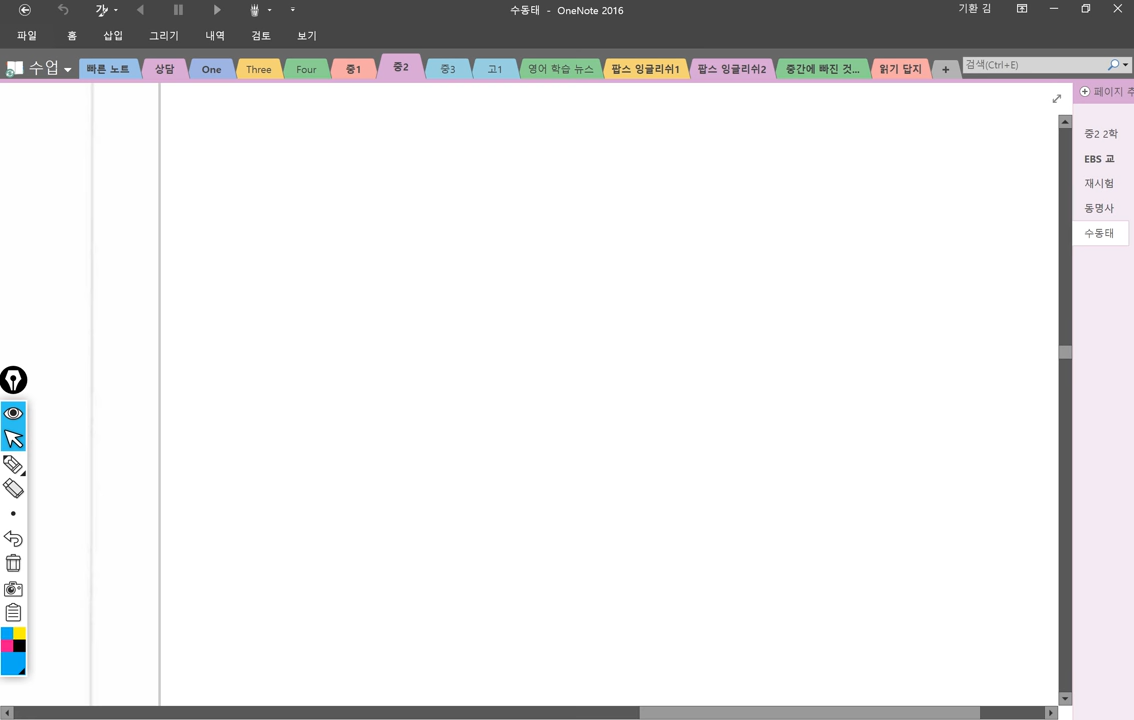 수동태 - OneNote 2016
기환 김
파일 홈 삽입 그리기 내역 검토 보기
수업 빠른 노트 상담 One Three Four 중1 중2 중3 고1 영어 학습 뉴스 팝스 잉글리쉬1 팝스 잉글리쉬2 중간에 빠진 것... 읽기 답지 + 검색(Ctrl+E)
페이지 추
중2 2학
EBS 교
재시험
동명사
수동태